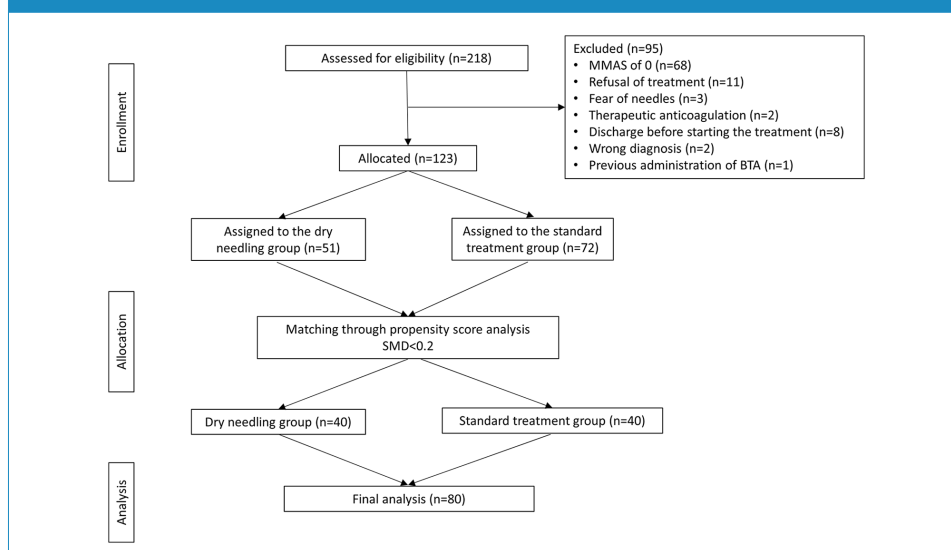 Enrollment
Assessed for eligibility (n=218)
Excluded (n=95)
• MMAS of 0 (n=68)
• Refusal of treatment (n=11)
• Fear of needles (n=3)
• Therapeutic anticoagulation (n=2)
• Discharge before starting the treatment (n=8)
• Wrong diagnosis (n=2)
• Previous administration of BTA (n=1)
Allocated (n=123)
Assigned to the dry
needling group (n=51)
Assigned to the standard
treatment group (n=72)
Allocation
Matching through propensity score analysis
SMD<0.2
Dry needling group (n=40)
Standard treatment group (n=40)
Analysis
Final analysis (n=80)